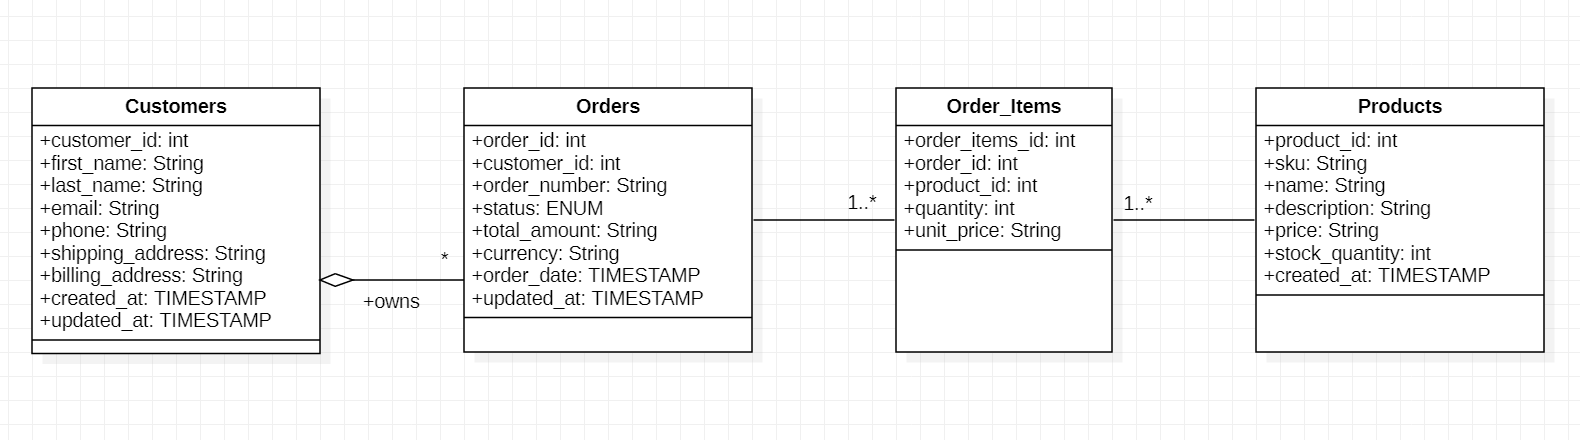 Customers
+customer_id: int
+first_name: String
+last_name: String
+email: String
+phone: String
+shipping_address: String
+billing_address: String
+created_at: TIMESTAMP
+updated_at: TIMESTAMP
*
+owns
Orders
+order_id: int
+customer_id: int
+order_number: String
+status: ENUM
+total_amount: String
+currency: String
+order_date: TIMESTAMP
+updated_at: TIMESTAMP
1..*
Order_Items
+order_items_id: int
+order_id: int
+product_id: int
+quantity: int
+unit_price: String
1..*
Products
+product_id: int
+sku: String
+name: String
+description: String
+price: String
+stock_quantity: int
+created_at: TIMESTAMP